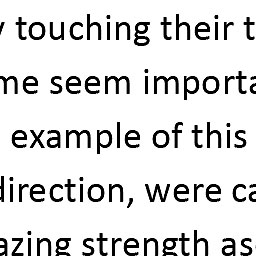 touching their
me seem importa
example of this
direction, were ca
azing strength as